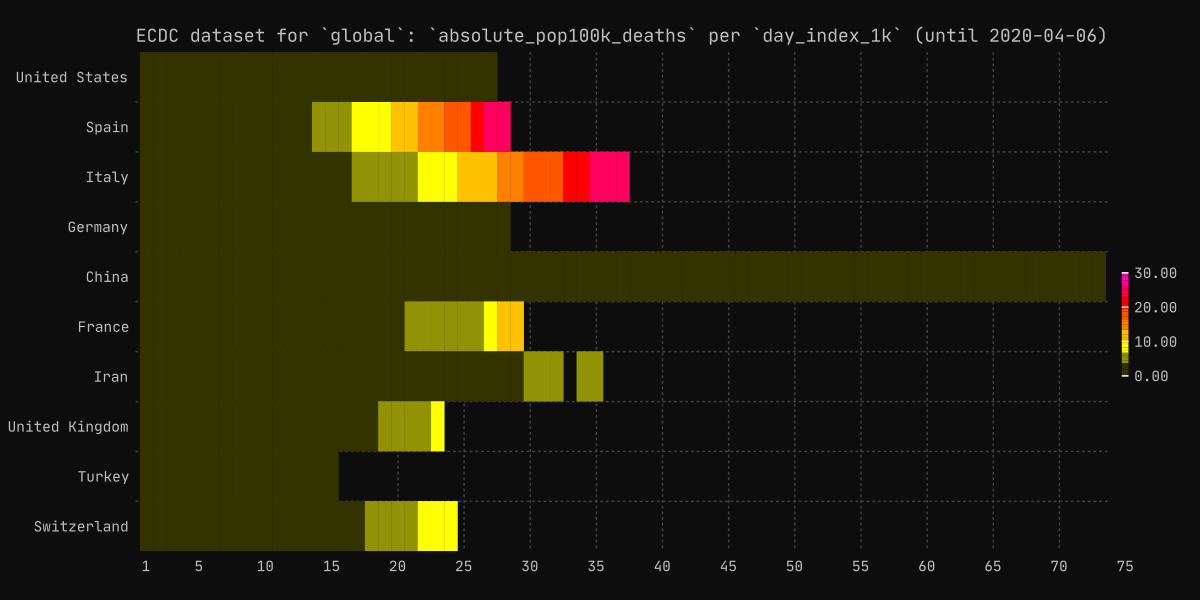 ECDC dataset for `global`: `absolute_pop100k_deaths` per `day_index_1k` (until 2020-04-06)
United States
Spain
Italy
Germany
China
France
Iran
United Kingdom
Turkey
Switzerland
30.00
20.00
10.00
0.00
1 5 10 15 20 25 30 35 40 45 50 55 60 65 70 75